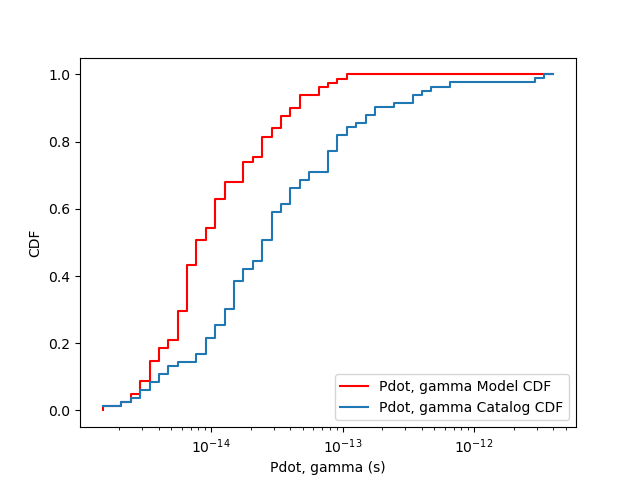 1.0
0.8
0.6
0.4
0.2
0.0
CDF
10⁻¹⁴
10⁻¹³
10⁻¹²
Pdot, gamma (s)
Pdot, gamma Model CDF
Pdot, gamma Catalog CDF